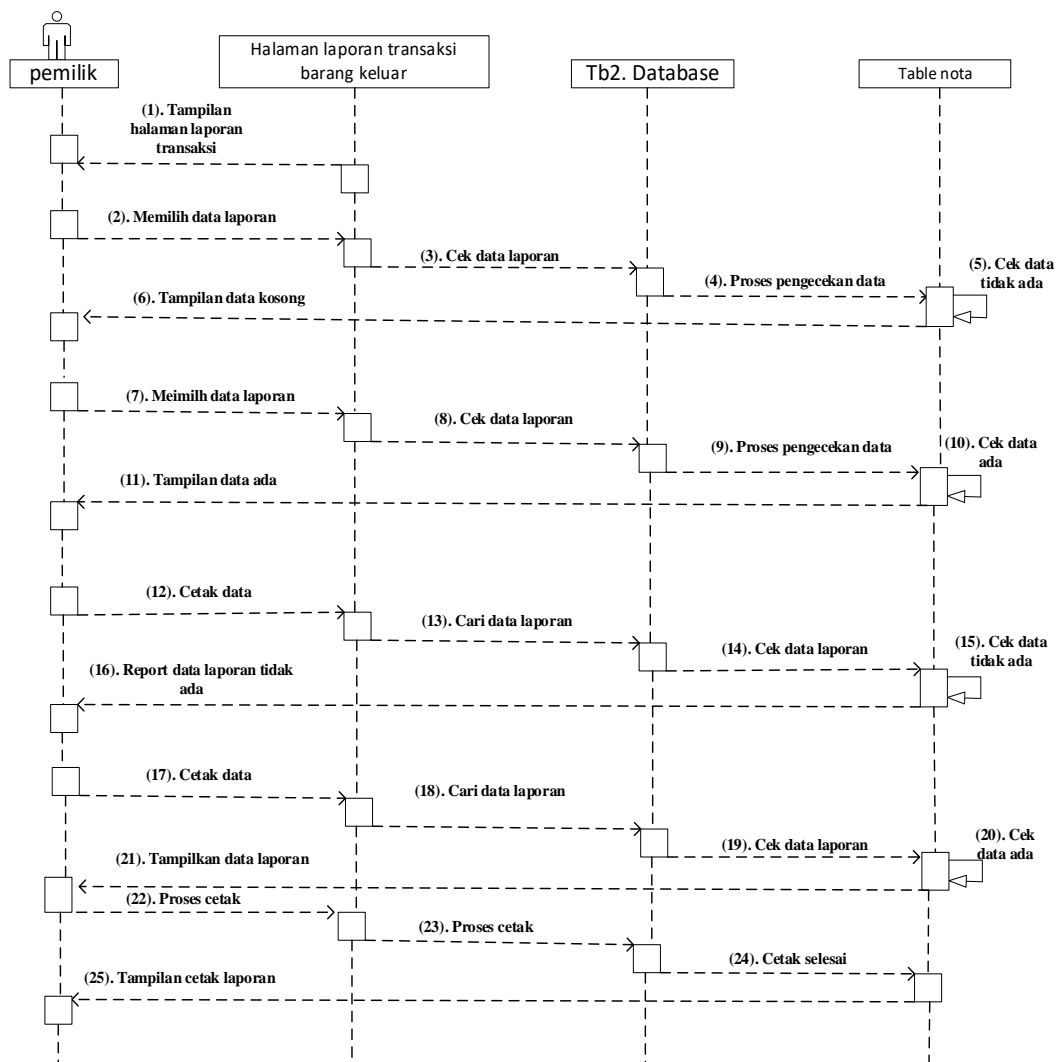 Halaman laporan transaksi
barang keluar
pemilik
Tb2. Database
Table nota
(1). Tampilan
halaman laporan
transaksi
(2). Memilih data laporan
(3). Cek data laporan
(4). Proses pengecekan data
(5). Cek data
tidak ada
(6). Tampilan data kosong
(7). Meimilh data laporan
(8). Cek data laporan
(9). Proses pengecekan data
(10). Cek data
ada
(11). Tampilan data ada
(12). Cetak data
(13). Cari data laporan
(14). Cek data laporan
(15). Cek data
tidak ada
(16). Report data laporan tidak
ada
(17). Cetak data
(18). Cari data laporan
(19). Cek data laporan
(20). Cek
data ada
(21). Tampilkan data laporan
(22). Proses cetak
(23). Proses cetak
(24). Cetak selesai
(25). Tampilan cetak laporan